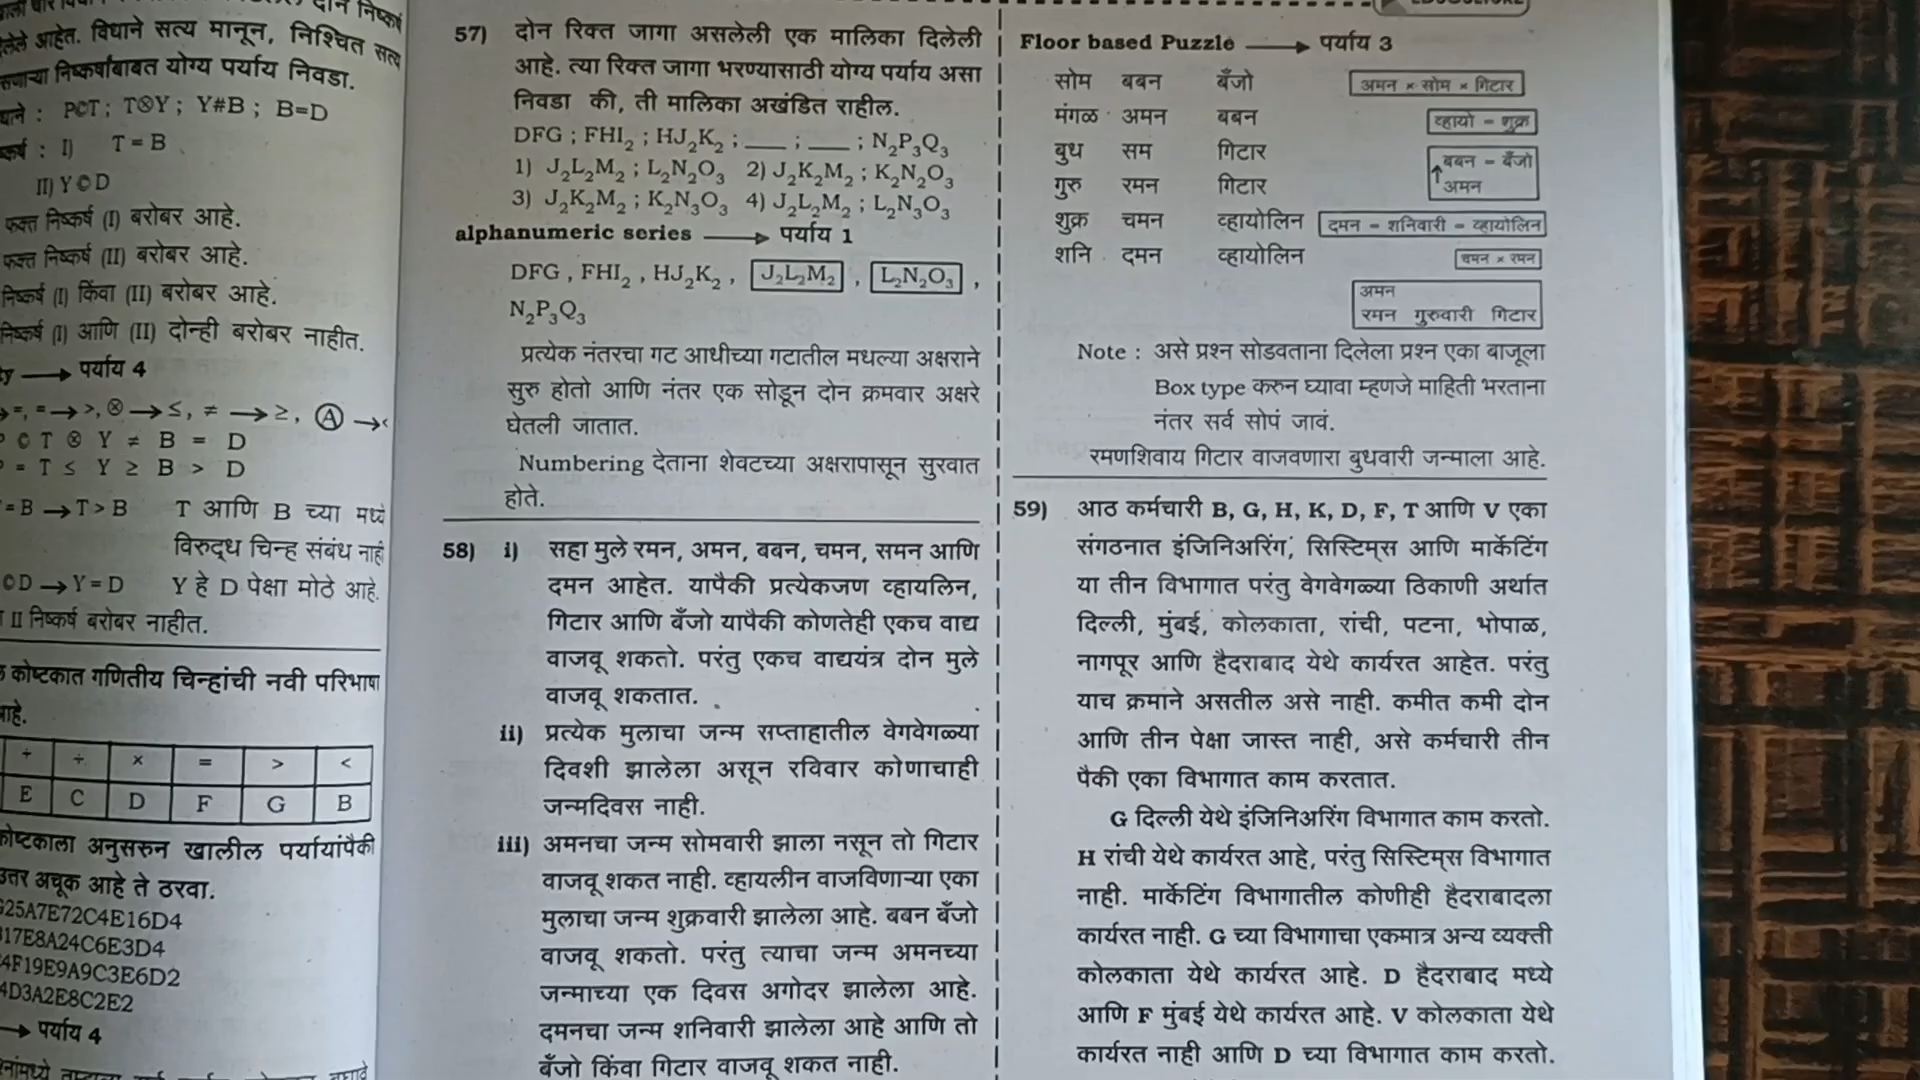 दोन निष्कर्ष
आहेत. विधाने सत्य मानून, निश्चित सत्य
निष्कर्षांबाबत योग्य पर्याय निवडा.
: P©T ; T⊗Y ; Y#B ; B=D
: I) T = B
II) Y©D
फक्त निष्कर्ष (I) बरोबर आहे.
फक्त निष्कर्ष (II) बरोबर आहे.
निष्कर्ष (I) किंवा (II) बरोबर आहे.
निष्कर्ष (I) आणि (II) दोन्ही बरोबर नाहीत.
⟶ पर्याय 4
→ =, = → >, ⊗ → ≤, ≠ → ≥, Ⓐ → <
© T ⊗ Y ≠ B = D
= T ≤ Y ≥ B > D
= B → T > B T आणि B च्या मध्ये
विरुद्ध चिन्ह संबंध नाही
©D → Y = D Y हे D पेक्षा मोठे आहे.
II निष्कर्ष बरोबर नाहीत.
कोष्टकात गणितीय चिन्हांची नवी परिभाषा
आहे.
+ ÷ × = > <
E C D F G B
कोष्टकाला अनुसरुन खालील पर्यायांपैकी
उत्तर अचूक आहे ते ठरवा.
25A7E72C4E16D4
17E8A24C6E3D4
4F19E9A9C3E6D2
4D3A2E8C2E2
→ पर्याय 4
57) दोन रिक्त जागा असलेली एक मालिका दिलेली
आहे. त्या रिक्त जागा भरण्यासाठी योग्य पर्याय असा
निवडा की, ती मालिका अखंडित राहील.
DFG ; FHI₂ ; HJ₂K₂ ; ___ ; ___ ; N₂P₃Q₃
1) J₂L₂M₂ ; L₂N₂O₃ 2) J₂K₂M₂ ; K₂N₂O₃
3) J₂K₂M₂ ; K₂N₃O₃ 4) J₂L₂M₂ ; L₂N₃O₃
alphanumeric series ⟶ पर्याय 1
DFG , FHI₂ , HJ₂K₂ , J₂L₂M₂ , L₂N₂O₃ ,
N₂P₃Q₃
प्रत्येक नंतरचा गट आधीच्या गटातील मधल्या अक्षराने
सुरु होतो आणि नंतर एक सोडून दोन क्रमवार अक्षरे
घेतली जातात.
Numbering देताना शेवटच्या अक्षरापासून सुरवात
होते.
58) i) सहा मुले रमन, अमन, बबन, चमन, समन आणि
दमन आहेत. यापैकी प्रत्येकजण व्हायलिन,
गिटार आणि बँजो यापैकी कोणतेही एकच वाद्य
वाजवू शकतो. परंतु एकच वाद्ययंत्र दोन मुले
वाजवू शकतात.
ii) प्रत्येक मुलाचा जन्म सप्ताहातील वेगवेगळ्या
दिवशी झालेला असून रविवार कोणाचाही
जन्मदिवस नाही.
iii) अमनचा जन्म सोमवारी झाला नसून तो गिटार
वाजवू शकत नाही. व्हायलीन वाजविणाऱ्या एका
मुलाचा जन्म शुक्रवारी झालेला आहे. बबन बँजो
वाजवू शकतो. परंतु त्याचा जन्म अमनच्या
जन्माच्या एक दिवस अगोदर झालेला आहे.
दमनचा जन्म शनिवारी झालेला आहे आणि तो
बँजो किंवा गिटार वाजवू शकत नाही.
Floor based Puzzle ⟶ पर्याय 3
सोम बबन बँजो अमन × सोम × गिटार
मंगळ अमन बबन व्हायो = शुक्र
बुध सम गिटार ↑ बबन = बँजो
अमन
गुरु रमन गिटार
शुक्र चमन व्हायोलिन दमन = शनिवारी = व्हायोलिन
शनि दमन व्हायोलिन चमन × रमन
अमन
रमन गुरुवारी गिटार
Note : असे प्रश्न सोडवताना दिलेला प्रश्न एका बाजूला
Box type करुन घ्यावा म्हणजे माहिती भरताना
नंतर सर्व सोपं जावं.
रमणशिवाय गिटार वाजवणारा बुधवारी जन्माला आहे.
59) आठ कर्मचारी B, G, H, K, D, F, T आणि V एका
संगठनात इंजिनिअरिंग, सिस्टिम्स आणि मार्केटिंग
या तीन विभागात परंतु वेगवेगळ्या ठिकाणी अर्थात
दिल्ली, मुंबई, कोलकाता, रांची, पटना, भोपाळ,
नागपूर आणि हैदराबाद येथे कार्यरत आहेत. परंतु
याच क्रमाने असतील असे नाही. कमीत कमी दोन
आणि तीन पेक्षा जास्त नाही, असे कर्मचारी तीन
पैकी एका विभागात काम करतात.
G दिल्ली येथे इंजिनिअरिंग विभागात काम करतो.
H रांची येथे कार्यरत आहे, परंतु सिस्टिम्स विभागात
नाही. मार्केटिंग विभागातील कोणीही हैदराबादला
कार्यरत नाही. G च्या विभागाचा एकमात्र अन्य व्यक्ती
कोलकाता येथे कार्यरत आहे. D हैदराबाद मध्ये
आणि F मुंबई येथे कार्यरत आहे. V कोलकाता येथे
कार्यरत नाही आणि D च्या विभागात काम करतो.